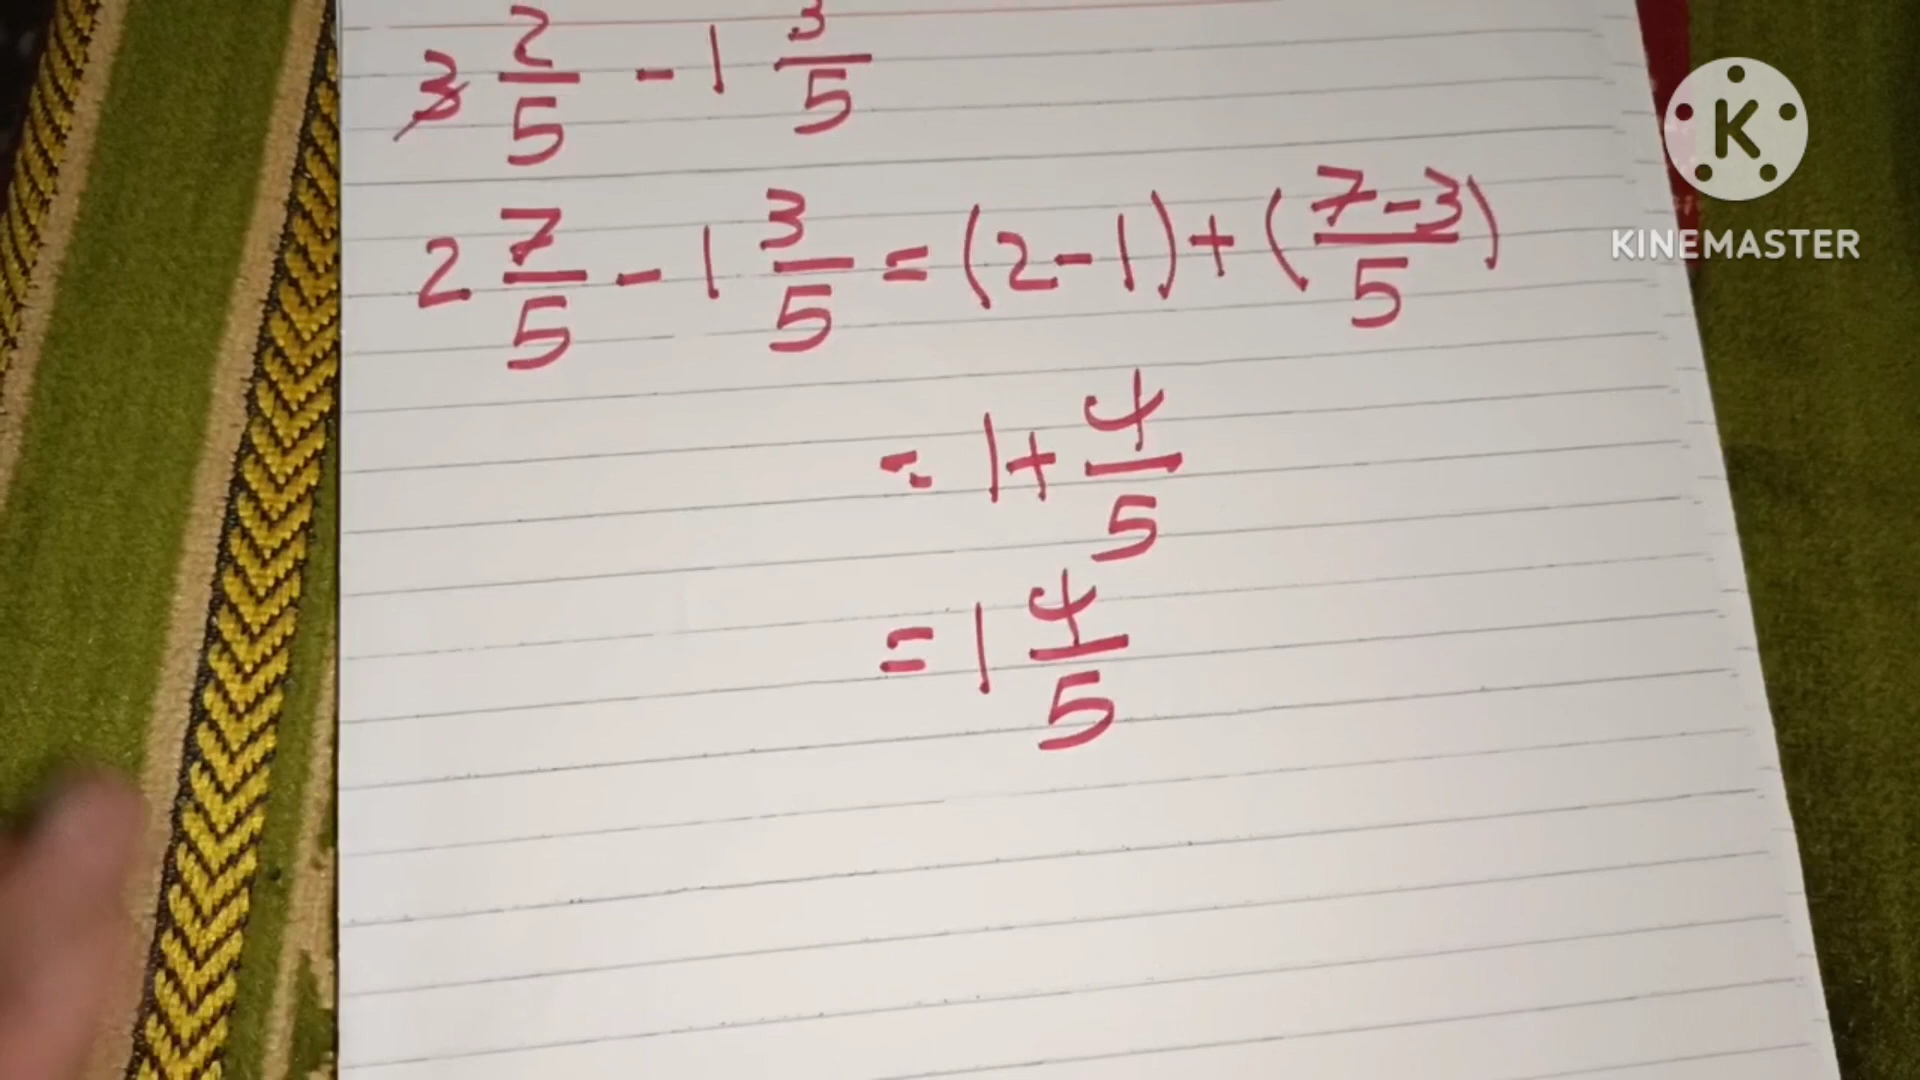 3 2/5 - 1 3/5
2 7/5 - 1 3/5 = (2-1) + (7-3/5)
= 1 + 4/5
= 1 4/5
K
KINEMASTER